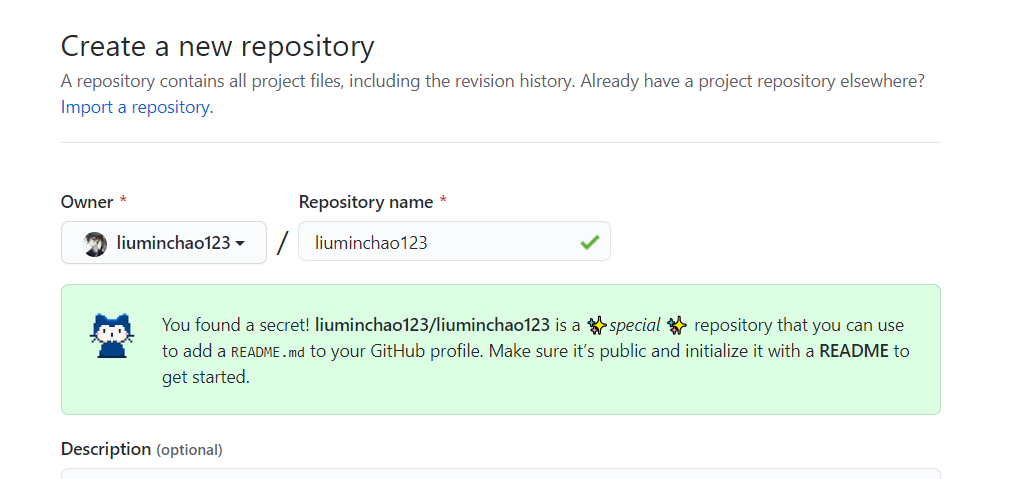 Create a new repository
A repository contains all project files, including the revision history. Already have a project repository elsewhere?
Import a repository.
Owner * Repository name *
liuminchao123 / liuminchao123
You found a secret! liuminchao123/liuminchao123 is a ✨special ✨ repository that you can use
to add a README.md to your GitHub profile. Make sure it’s public and initialize it with a README to
get started.
Description (optional)